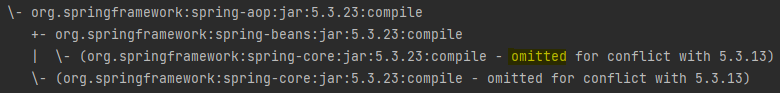 \- org.springframework:spring-aop:jar:5.3.23:compile
   +- org.springframework:spring-beans:jar:5.3.23:compile
   |  \- (org.springframework:spring-core:jar:5.3.23:compile - omitted for conflict with 5.3.13)
   \- (org.springframework:spring-core:jar:5.3.23:compile - omitted for conflict with 5.3.13)